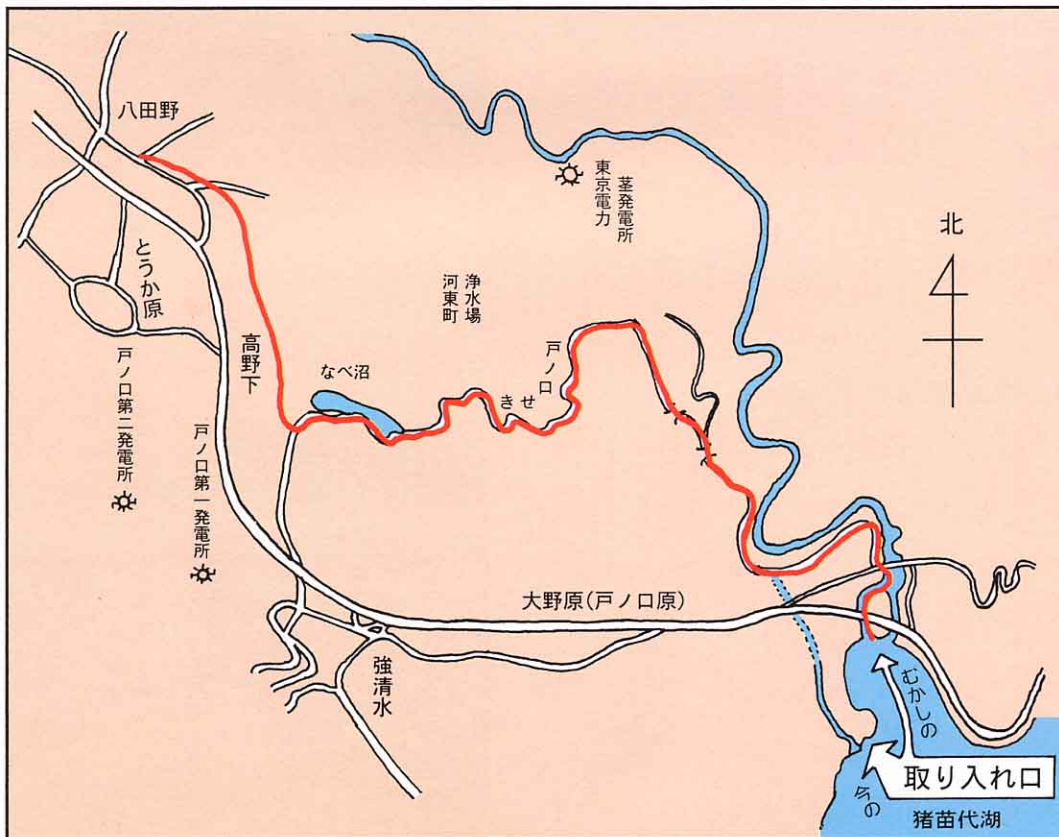 八田野
東京電力
茎発電所
北
とうか原
河東町
浄水場
高野下
戸ノ口
なべ沼
きせ
戸ノ口第二発電所
戸ノ口第一発電所
大野原(戸ノ口原)
強清水
むかしの
取り入れ口
今の
猪苗代湖